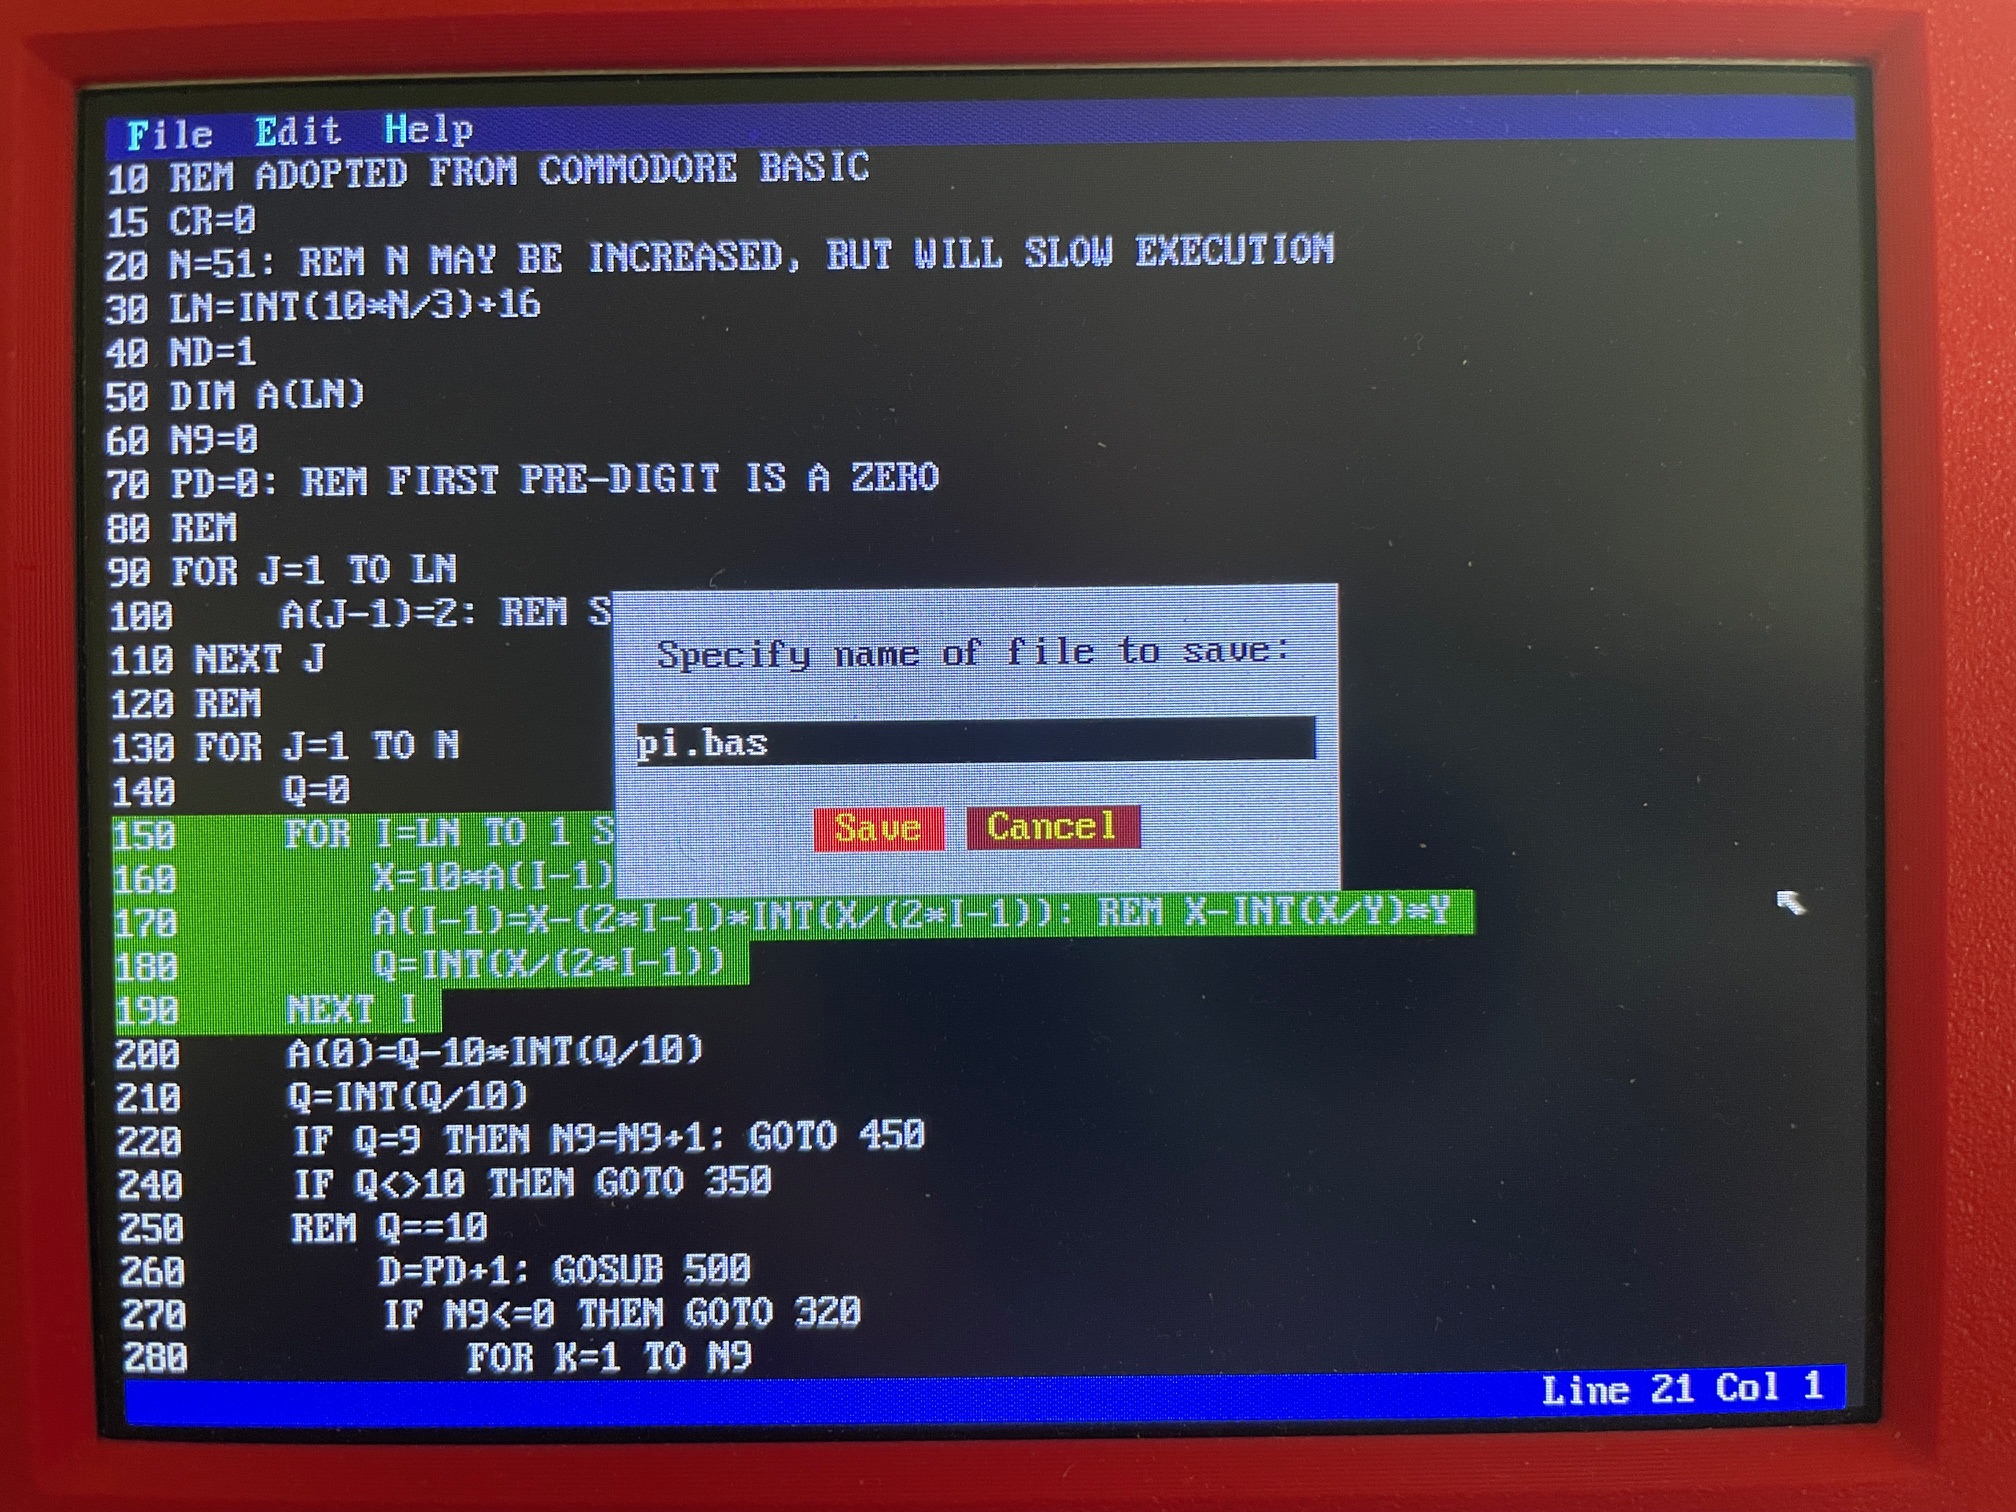 File Edit Help
10 REM ADOPTED FROM COMMODORE BASIC
15 CR=0
20 N=51: REM N MAY BE INCREASED, BUT WILL SLOW EXECUTION
30 LN=INT(10*N/3)+16
40 ND=1
50 DIM A(LN)
60 N9=0
70 PD=0: REM FIRST PRE-DIGIT IS A ZERO
80 REM
90 FOR J=1 TO LN
100     A(J-1)=2: REM S
110 NEXT J
120 REM
130 FOR J=1 TO N
140     Q=0
150     FOR I=LN TO 1 S
160         X=10*A(I-1)
170         A(I-1)=X-(2*I-1)*INT(X/(2*I-1)): REM X-INT(X/Y)*Y
180         Q=INT(X/(2*I-1))
190     NEXT I
200     A(0)=Q-10*INT(Q/10)
210     Q=INT(Q/10)
220     IF Q=9 THEN N9=N9+1: GOTO 450
240     IF Q<>10 THEN GOTO 350
250     REM Q==10
260         D=PD+1: GOSUB 500
270         IF N9<=0 THEN GOTO 320
280             FOR K=1 TO N9
Specify name of file to save:
pi.bas
Save Cancel
Line 21 Col 1